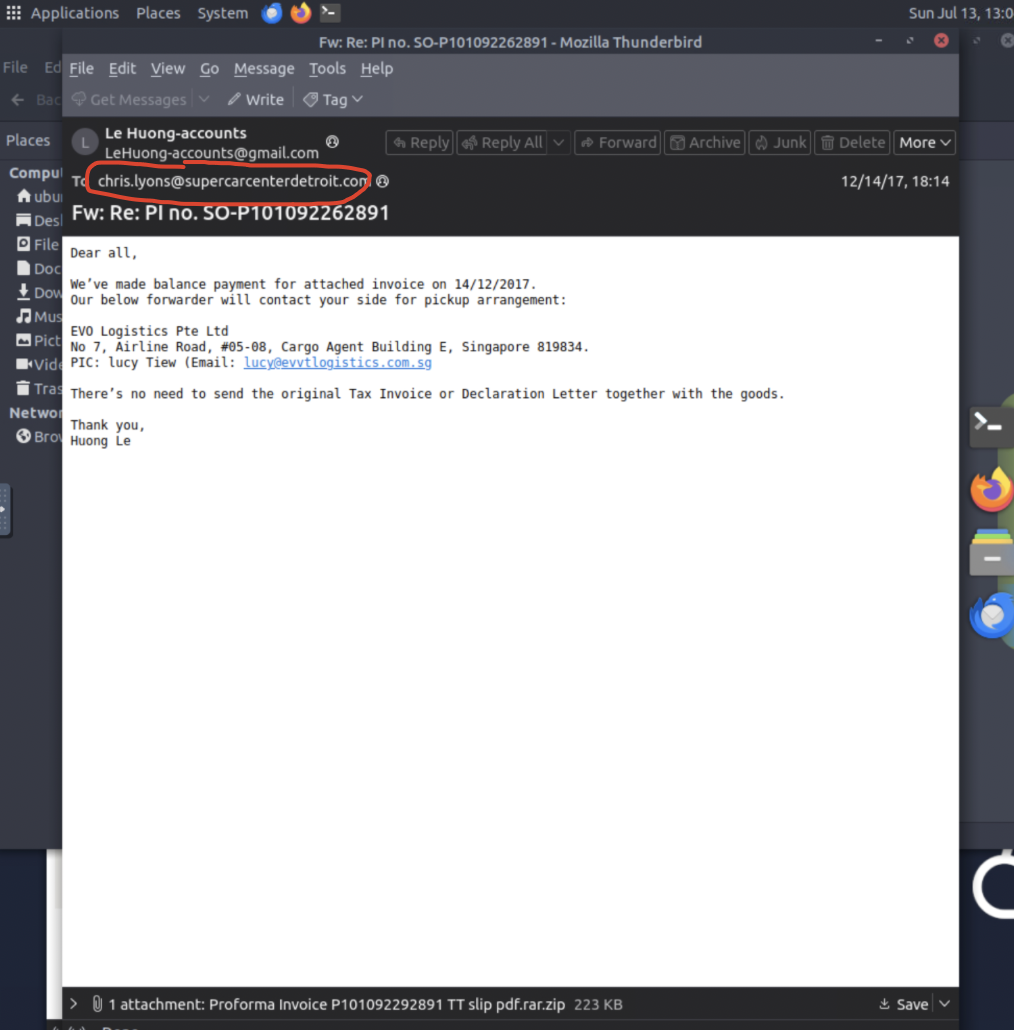 Applications Places System Sun Jul 13, 13:0
Fw: Re: PI no. SO-P101092262891 - Mozilla Thunderbird
File Ed
File Edit View Go Message Tools Help
Bac
Get Messages Write Tag
Places
L
Le Huong-accounts
LeHuong-accounts@gmail.com
Reply Reply All Forward Archive Junk Delete More
To chris.lyons@supercarcenterdetroit.com 12/14/17, 18:14
Fw: Re: PI no. SO-P101092262891
Compu
ubu
Des
File
Doc
Dow
Mus
Pict
Vide
Tras
Networ
Brow
Dear all,
We've made balance payment for attached invoice on 14/12/2017.
Our below forwarder will contact your side for pickup arrangement:
EVO Logistics Pte Ltd
No 7, Airline Road, #05-08, Cargo Agent Building E, Singapore 819834.
PIC: lucy Tiew (Email: lucy@evvtlogistics.com.sg
There's no need to send the original Tax Invoice or Declaration Letter together with the goods.
Thank you,
Huong Le
1 attachment: Proforma Invoice P101092292891 TT slip pdf.rar.zip 223 KB Save